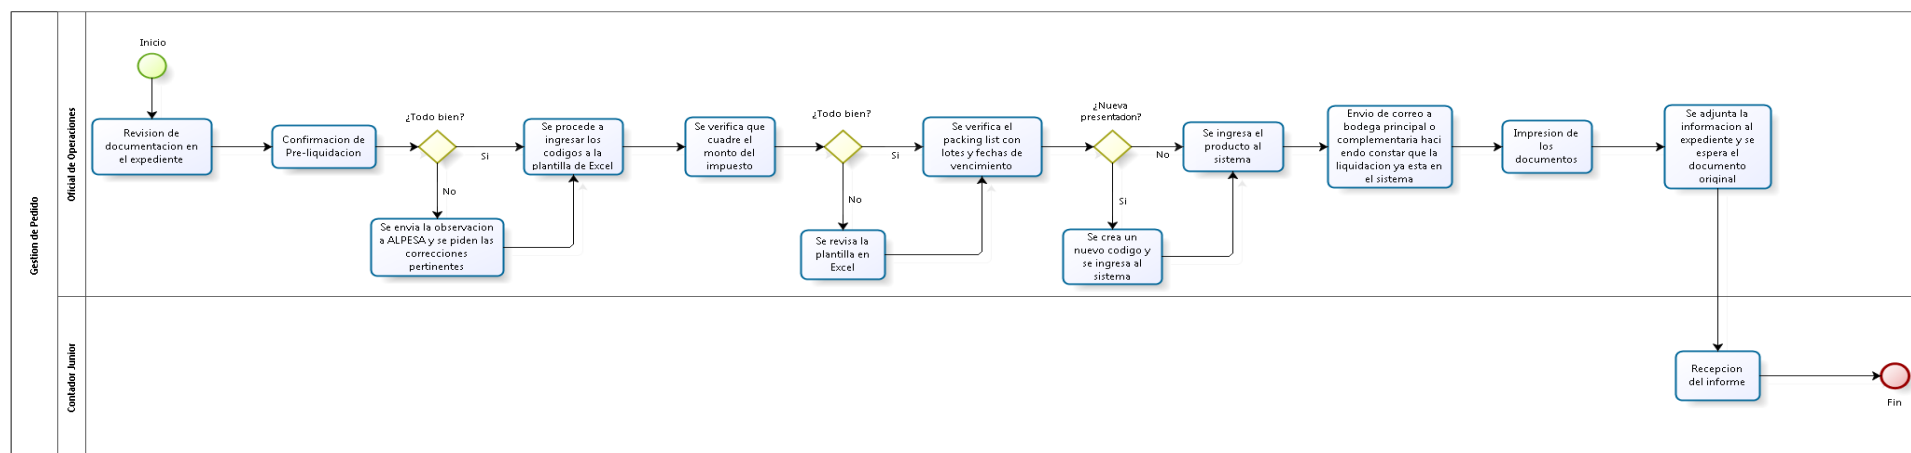 Gestion de Pedido
Oficial de Operaciones
Inicio
Revision de
documentacion en
el expediente
Confirmacion de
Pre-liquidacion
¿Todo bien?
Si
No
Se envia la observacion
a ALPESA y se piden las
correcciones
pertinentes
Se procede a
ingresar los
codigos a la
plantilla de Excel
Se verifica que
cuadre el
monto del
impuesto
¿Todo bien?
Si
No
Se revisa la
plantilla en
Excel
Se verifica el
packing list con
lotes y fechas de
vencimiento
¿Nueva
presentacion?
No
Si
Se crea un
nuevo codigo y
se ingresa al
sistema
Se ingresa el
producto al
sistema
Envio de correo a
bodega principal o
complementaria haci
endo constar que la
liquidacion ya esta en
el sistema
Impresion de
los
documentos
Se adjunta la
informacion al
expediente y se
espera el
documento
original
Contador Junior
Recepcion
del informe
Fin